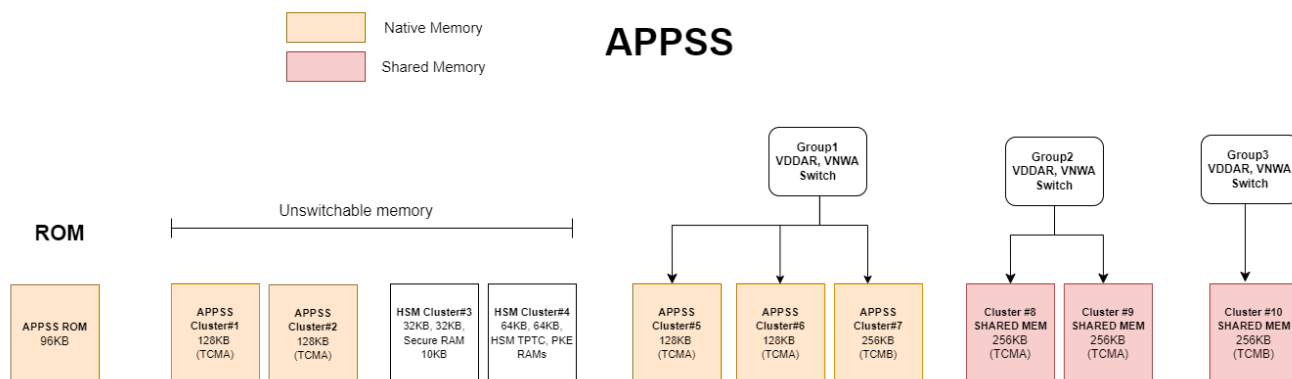 Native Memory
Shared Memory
APPSS
Group1
VDDAR, VNWA
Switch
Group2
VDDAR, VNWA
Switch
Group3
VDDAR, VNWA
Switch
Unswitchable memory
ROM
APPSS ROM
96KB
APPSS
Cluster#1
128KB
(TCMA)
APPSS
Cluster#2
128KB
(TCMA)
HSM Cluster#3
32KB, 32KB,
Secure RAM
10KB
HSM Cluster#4
64KB, 64KB,
HSM TPTC, PKE
RAMs
APPSS
Cluster#5
128KB
(TCMA)
APPSS
Cluster#6
128KB
(TCMA)
APPSS
Cluster#7
256KB
(TCMB)
Cluster #8
SHARED MEM
256KB
(TCMA)
Cluster #9
SHARED MEM
256KB
(TCMA)
Cluster #10
SHARED MEM
256KB
(TCMB)